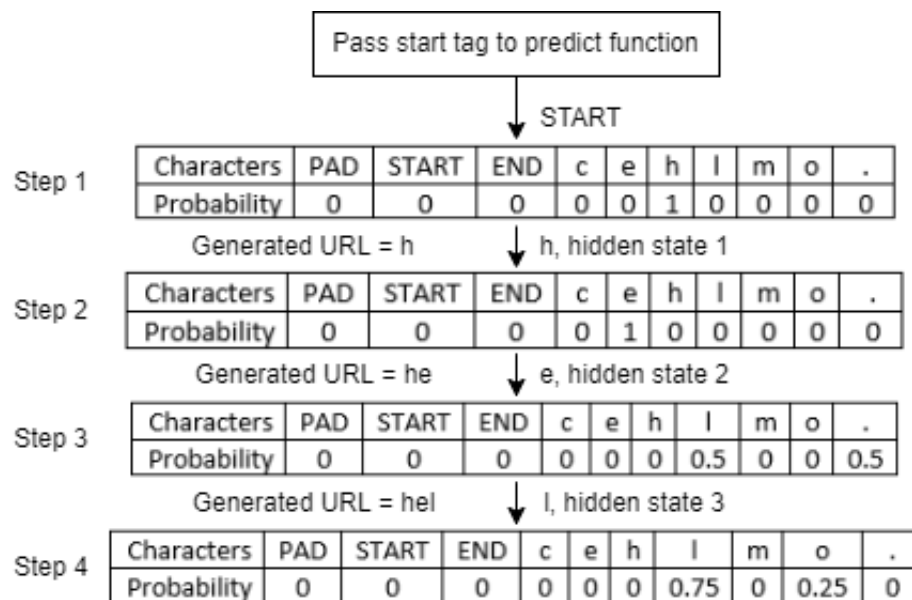 Pass start tag to predict function
START
Step 1
Characters PAD START END c e h l m o .
Probability 0 0 0 0 0 1 0 0 0 0
Generated URL = h h, hidden state 1
Step 2
Characters PAD START END c e h l m o .
Probability 0 0 0 0 1 0 0 0 0 0
Generated URL = he e, hidden state 2
Step 3
Characters PAD START END c e h l m o .
Probability 0 0 0 0 0 0 0.5 0 0 0.5
Generated URL = hel l, hidden state 3
Step 4
Characters PAD START END c e h l m o .
Probability 0 0 0 0 0 0 0.75 0 0.25 0